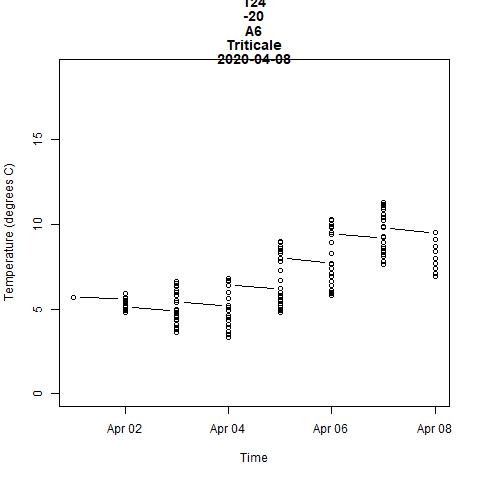 124
-20
A6
Triticale
2020-04-08
Temperature (degrees C)
15
10
5
0
Apr 02
Apr 04
Apr 06
Apr 08
Time